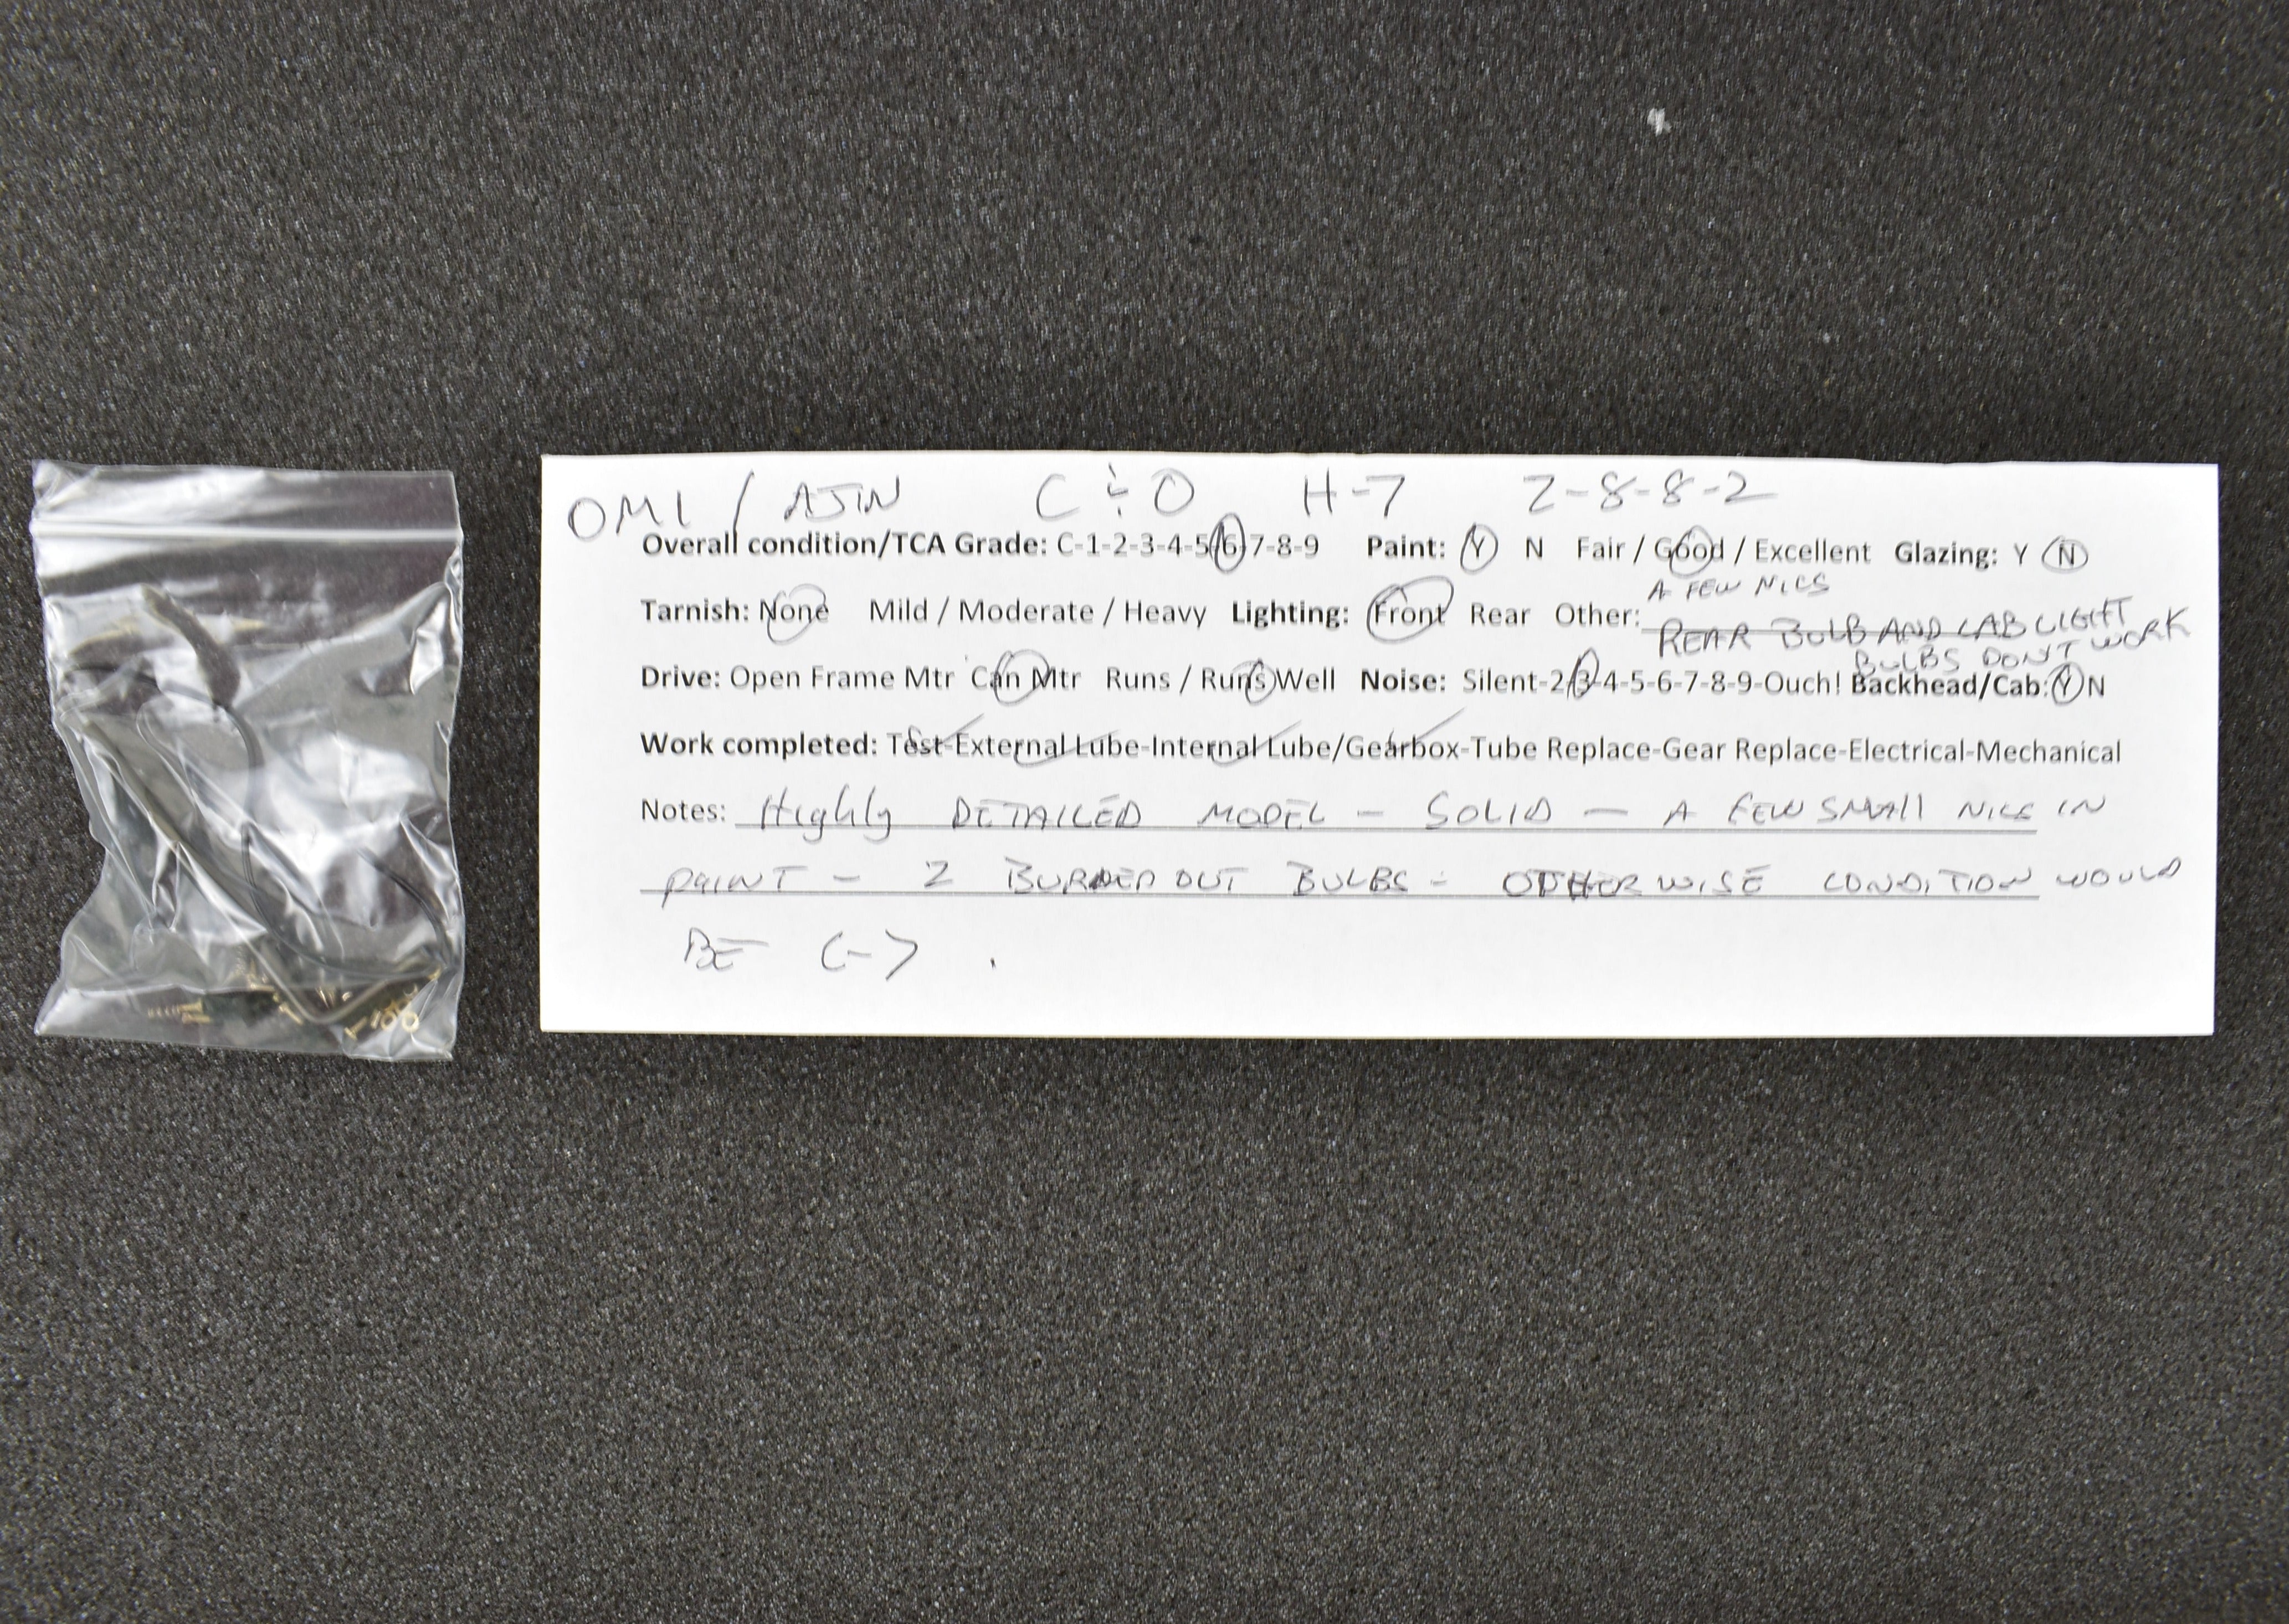 OMI / AJIN C & O H-7 2-8-8-2
Overall condition/TCA Grade: C-1-2-3-4-5-6-7-8-9 Paint: Y N Fair / Good / Excellent Glazing: Y N
A FEW NICS
Tarnish: None Mild / Moderate / Heavy Lighting: Front Rear Other: REAR BULB AND CAB LIGHT
BULBS DON'T WORK
Drive: Open Frame Mtr Can Mtr Runs / Runs Well Noise: Silent-2-3-4-5-6-7-8-9-Ouch! Backhead/Cab: Y N
Work completed: Test-External Lube-Internal Lube/Gearbox-Tube Replace-Gear Replace-Electrical-Mechanical
Notes: Highly DETAILED MODEL - SOLID - A FEW SMALL NICS IN
PAINT - 2 BURNED OUT BULBS - OTHERWISE CONDITION WOULD
BE C-7.